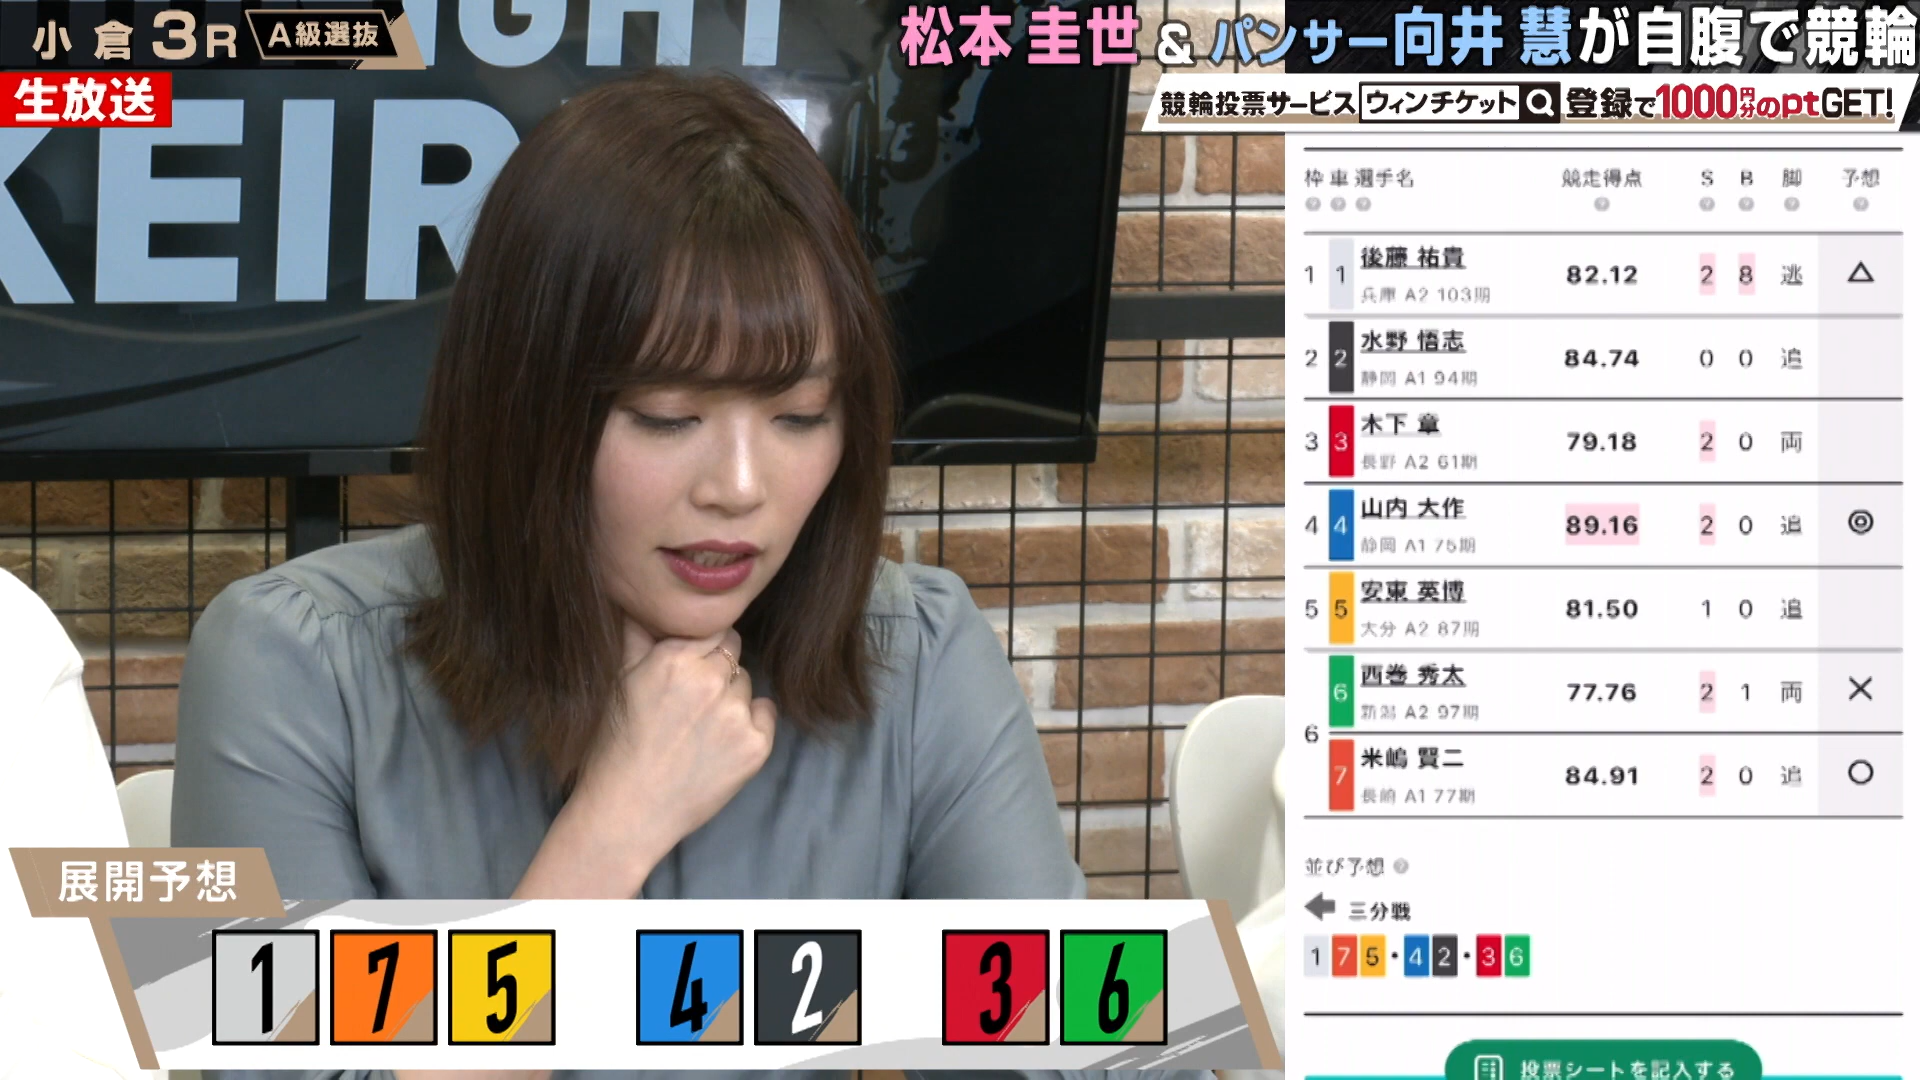 小倉3R A級選抜
生放送
松本圭世&パンサー向井慧が自腹で競輪
競輪投票サービス ウィンチケット 登録で1000円分のptGET!
枠 車 選手名 競走得点 S B 脚 予想
1 1 後藤 祐貴 82.12 2 8 逃 △
兵庫 A2 103期
2 2 水野 悟志 84.74 0 0 追
静岡 A1 94期
3 3 木下 章 79.18 2 0 両
長野 A2 61期
4 4 山内 大作 89.16 2 0 追 ◎
静岡 A1 75期
5 5 安東 英博 81.50 1 0 追
大分 A2 87期
6 6 西巻 秀太 77.76 2 1 両 ×
新潟 A2 97期
7 米嶋 賢二 84.91 2 0 追 ○
長崎 A1 77期
並び予想
三分戦
1 7 5・4 2・3 6
投票シートを記入する
展開予想
1 7 5 4 2 3 6